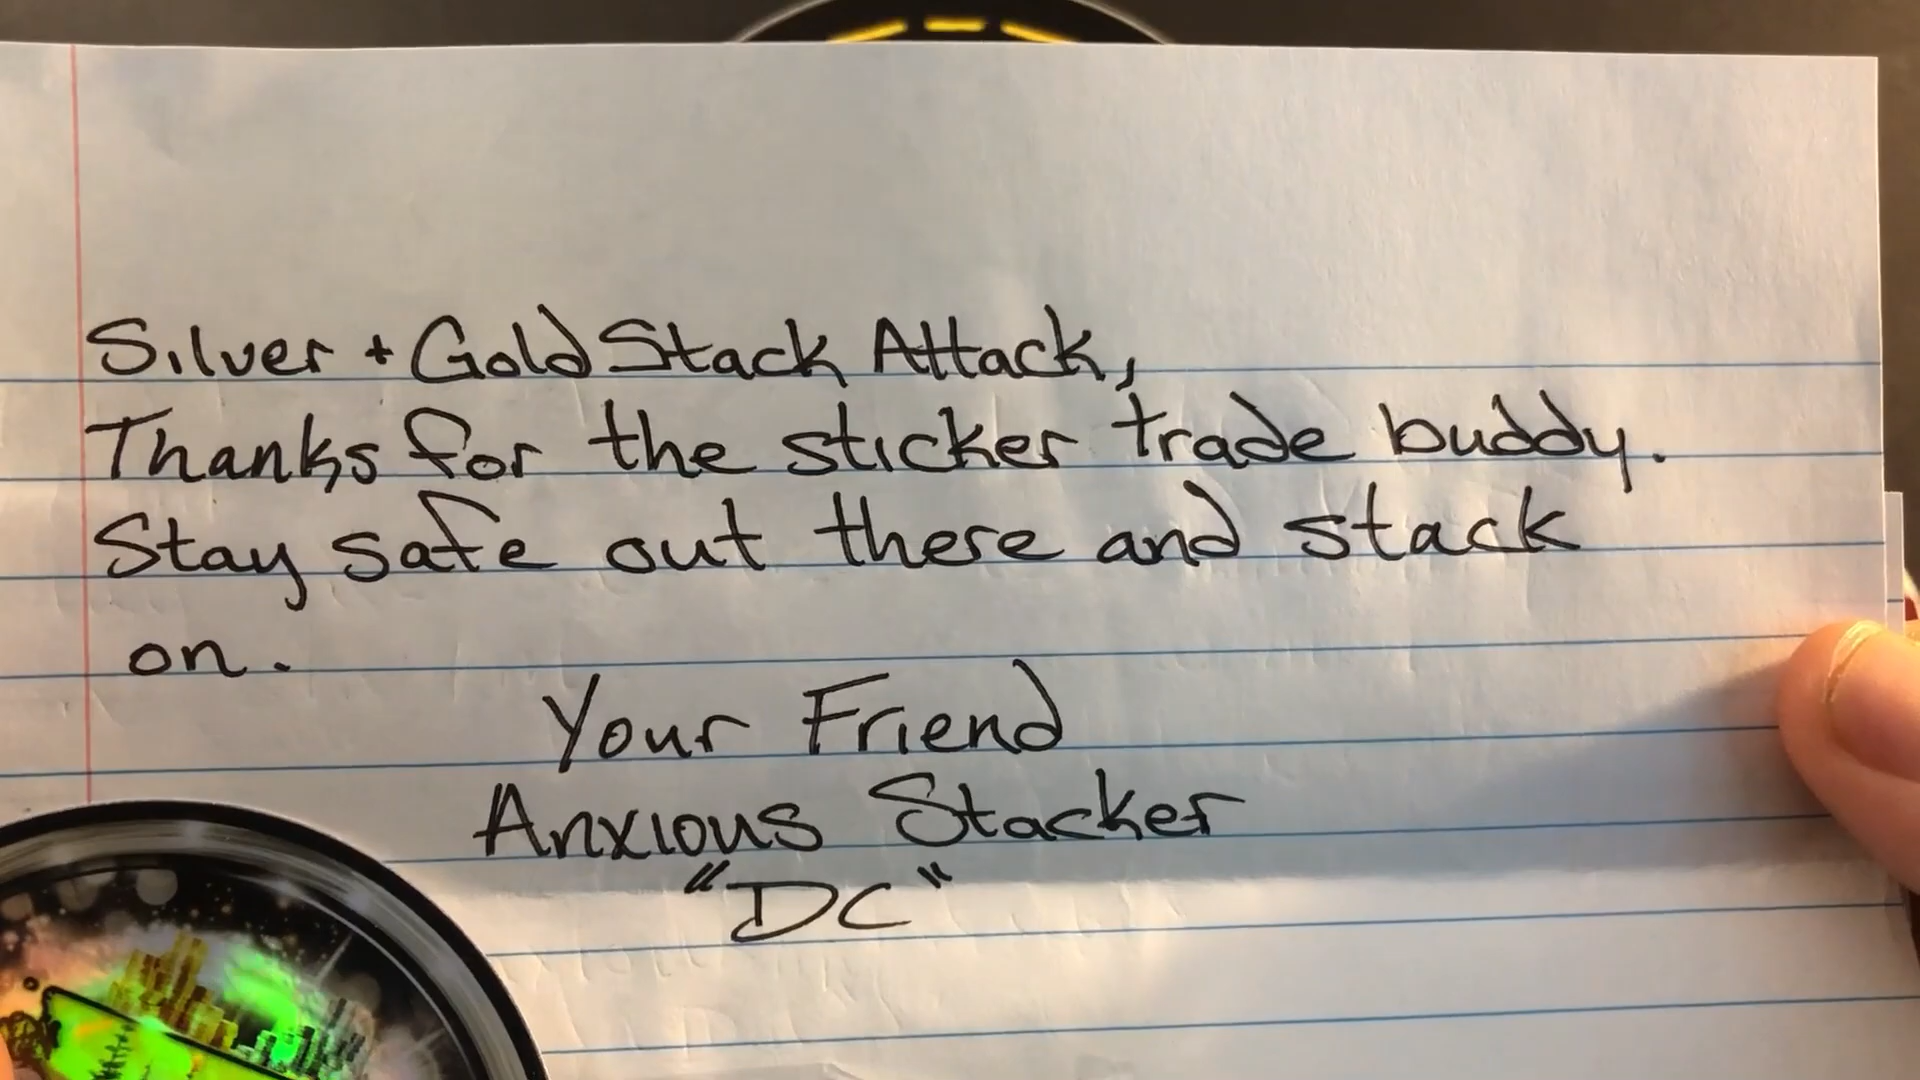 Silver + Gold Stack Attack,
Thanks for the sticker trade buddy.
Stay safe out there and stack
on.
Your Friend
Anxious Stacker
"DC"